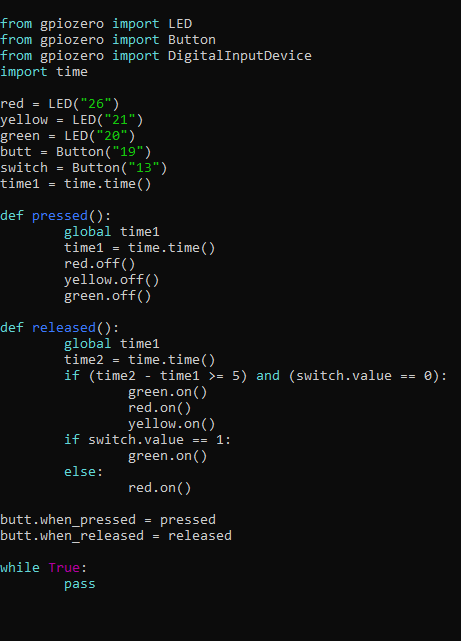 from gpiozero import LED
from gpiozero import Button
from gpiozero import DigitalInputDevice
import time

red = LED("26")
yellow = LED("21")
green = LED("20")
butt = Button("19")
switch = Button("13")
time1 = time.time()

def pressed():
        global time1
        time1 = time.time()
        red.off()
        yellow.off()
        green.off()

def released():
        global time1
        time2 = time.time()
        if (time2 - time1 >= 5) and (switch.value == 0):
                green.on()
                red.on()
                yellow.on()
        if switch.value == 1:
                green.on()
        else:
                red.on()

butt.when_pressed = pressed
butt.when_released = released

while True:
        pass